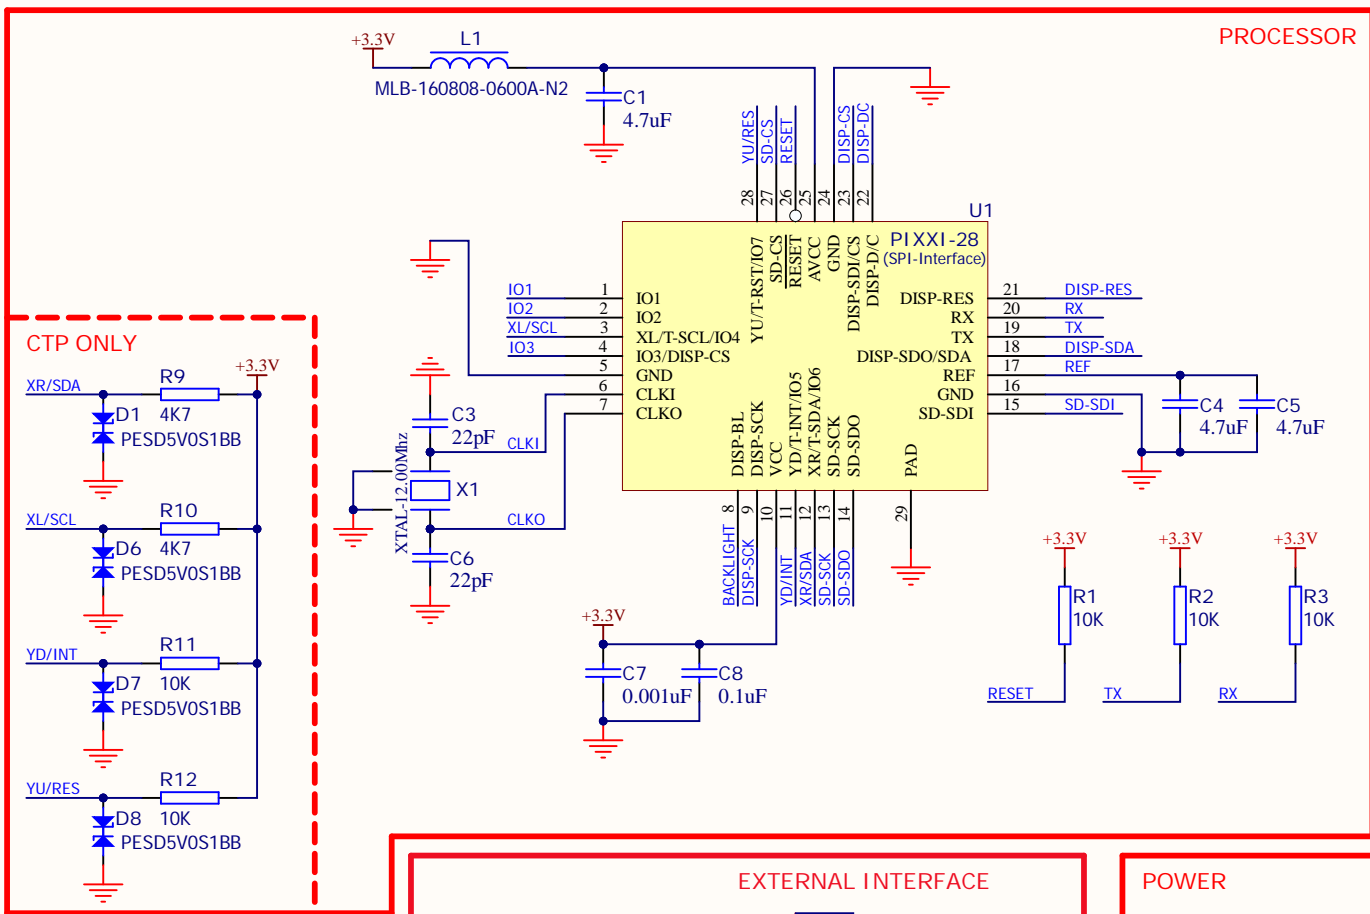 PROCESSOR
+3.3V
L1
MLB-160808-0600A-N2
C1
4.7uF
YU/RES
SD-CS
RESET
DISP-CS
DISP-DC
28
27
26
25
24
23
22
U1
PIXXI-28
(SPI-Interface)
YU/T-RST/IO7
SD-CS
RESET
AVCC
GND
DISP-SDI/CS
DISP-D/C
IO1 1 IO1
IO2 2 IO2
XL/SCL 3 XL/T-SCL/IO4
IO3 4 IO3/DISP-CS
5 GND
6 CLKI
7 CLKO
DISP-RES 21 DISP-RES
RX 20 RX
TX 19 TX
DISP-SDO/SDA 18 DISP-SDA
REF 17 REF
GND 16
SD-SDI 15 SD-SDI
DISP-BL
DISP-SCK
VCC
YD/T-INT/IO5
XR/T-SDA/IO6
SD-SCK
SD-SDO
PAD
8
9
10
11
12
13
14
29
BACKLIGHT
DISP-SCK
YD/INT
XR/SDA
SD-SCK
SD-SDO
C4
4.7uF
C5
4.7uF
C3
22pF
CLKI
XTAL-12.00Mhz
X1
CLKO
C6
22pF
+3.3V
C7
0.001uF
C8
0.1uF
+3.3V
R1
10K
RESET
+3.3V
R2
10K
TX
+3.3V
R3
10K
RX
CTP ONLY
+3.3V
XR/SDA
R9
4K7
D1
PESD5V0S1BB
XL/SCL
R10
4K7
D6
PESD5V0S1BB
YD/INT
R11
10K
D7
PESD5V0S1BB
YU/RES
R12
10K
D8
PESD5V0S1BB
EXTERNAL INTERFACE
POWER